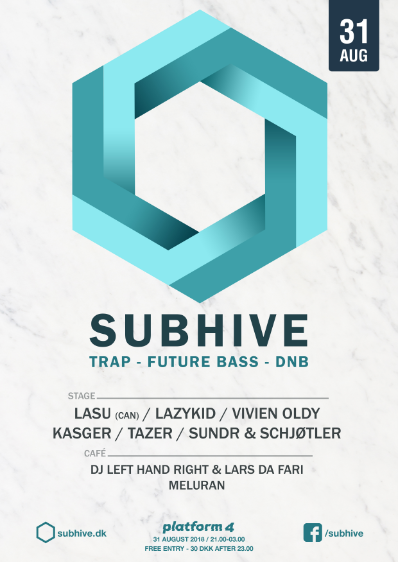 31
AUG
SUBHIVE
TRAP - FUTURE BASS - DNB
STAGE
LASU (CAN) / LAZYKID / VIVIEN OLDY
KASGER / TAZER / SUNDR & SCHJØTLER
CAFÉ
DJ LEFT HAND RIGHT & LARS DA FARI
MELURAN
subhive.dk
platform 4
31 AUGUST 2018 / 21.00-03.00
FREE ENTRY - 30 DKK AFTER 23.00
/subhive